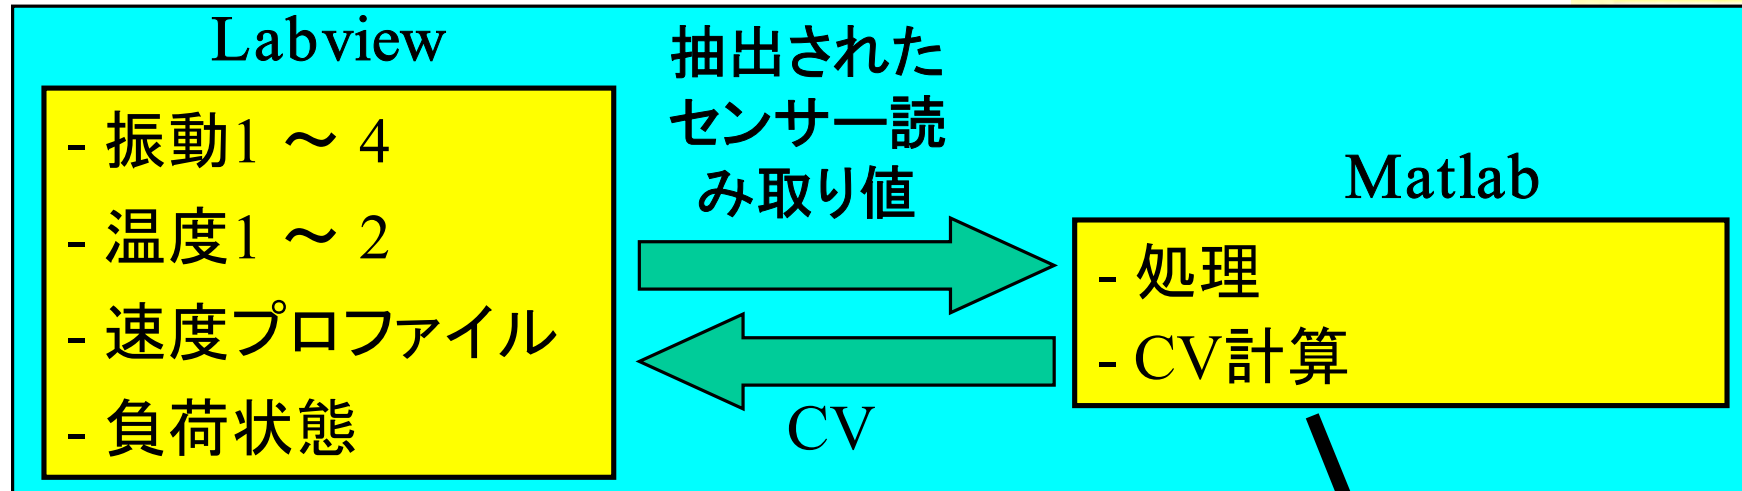 Labview
- 振動1 ～ 4
- 温度1 ～ 2
- 速度プロファイル
- 負荷状態
抽出された
センサー読
み取り値
CV
Matlab
- 処理
- CV計算